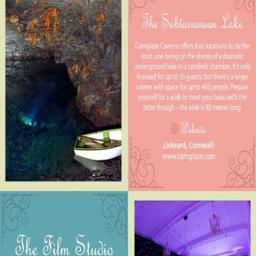 The Subterranean Lake
Carnglaze Caverns offers four locations to tie the
knot, one being on the shores of a dramatic
underground lake in a candlelit chamber. It's only
licensed for up to 35 guests, but there's a larger
cavern with space for up to 400 people. Prepare
yourself for a walk to meet your beau with the
latter though – the aisle is 80 metres long.
Website
Liskeard, Cornwall:
www.carnglaze.com
The Film Studio